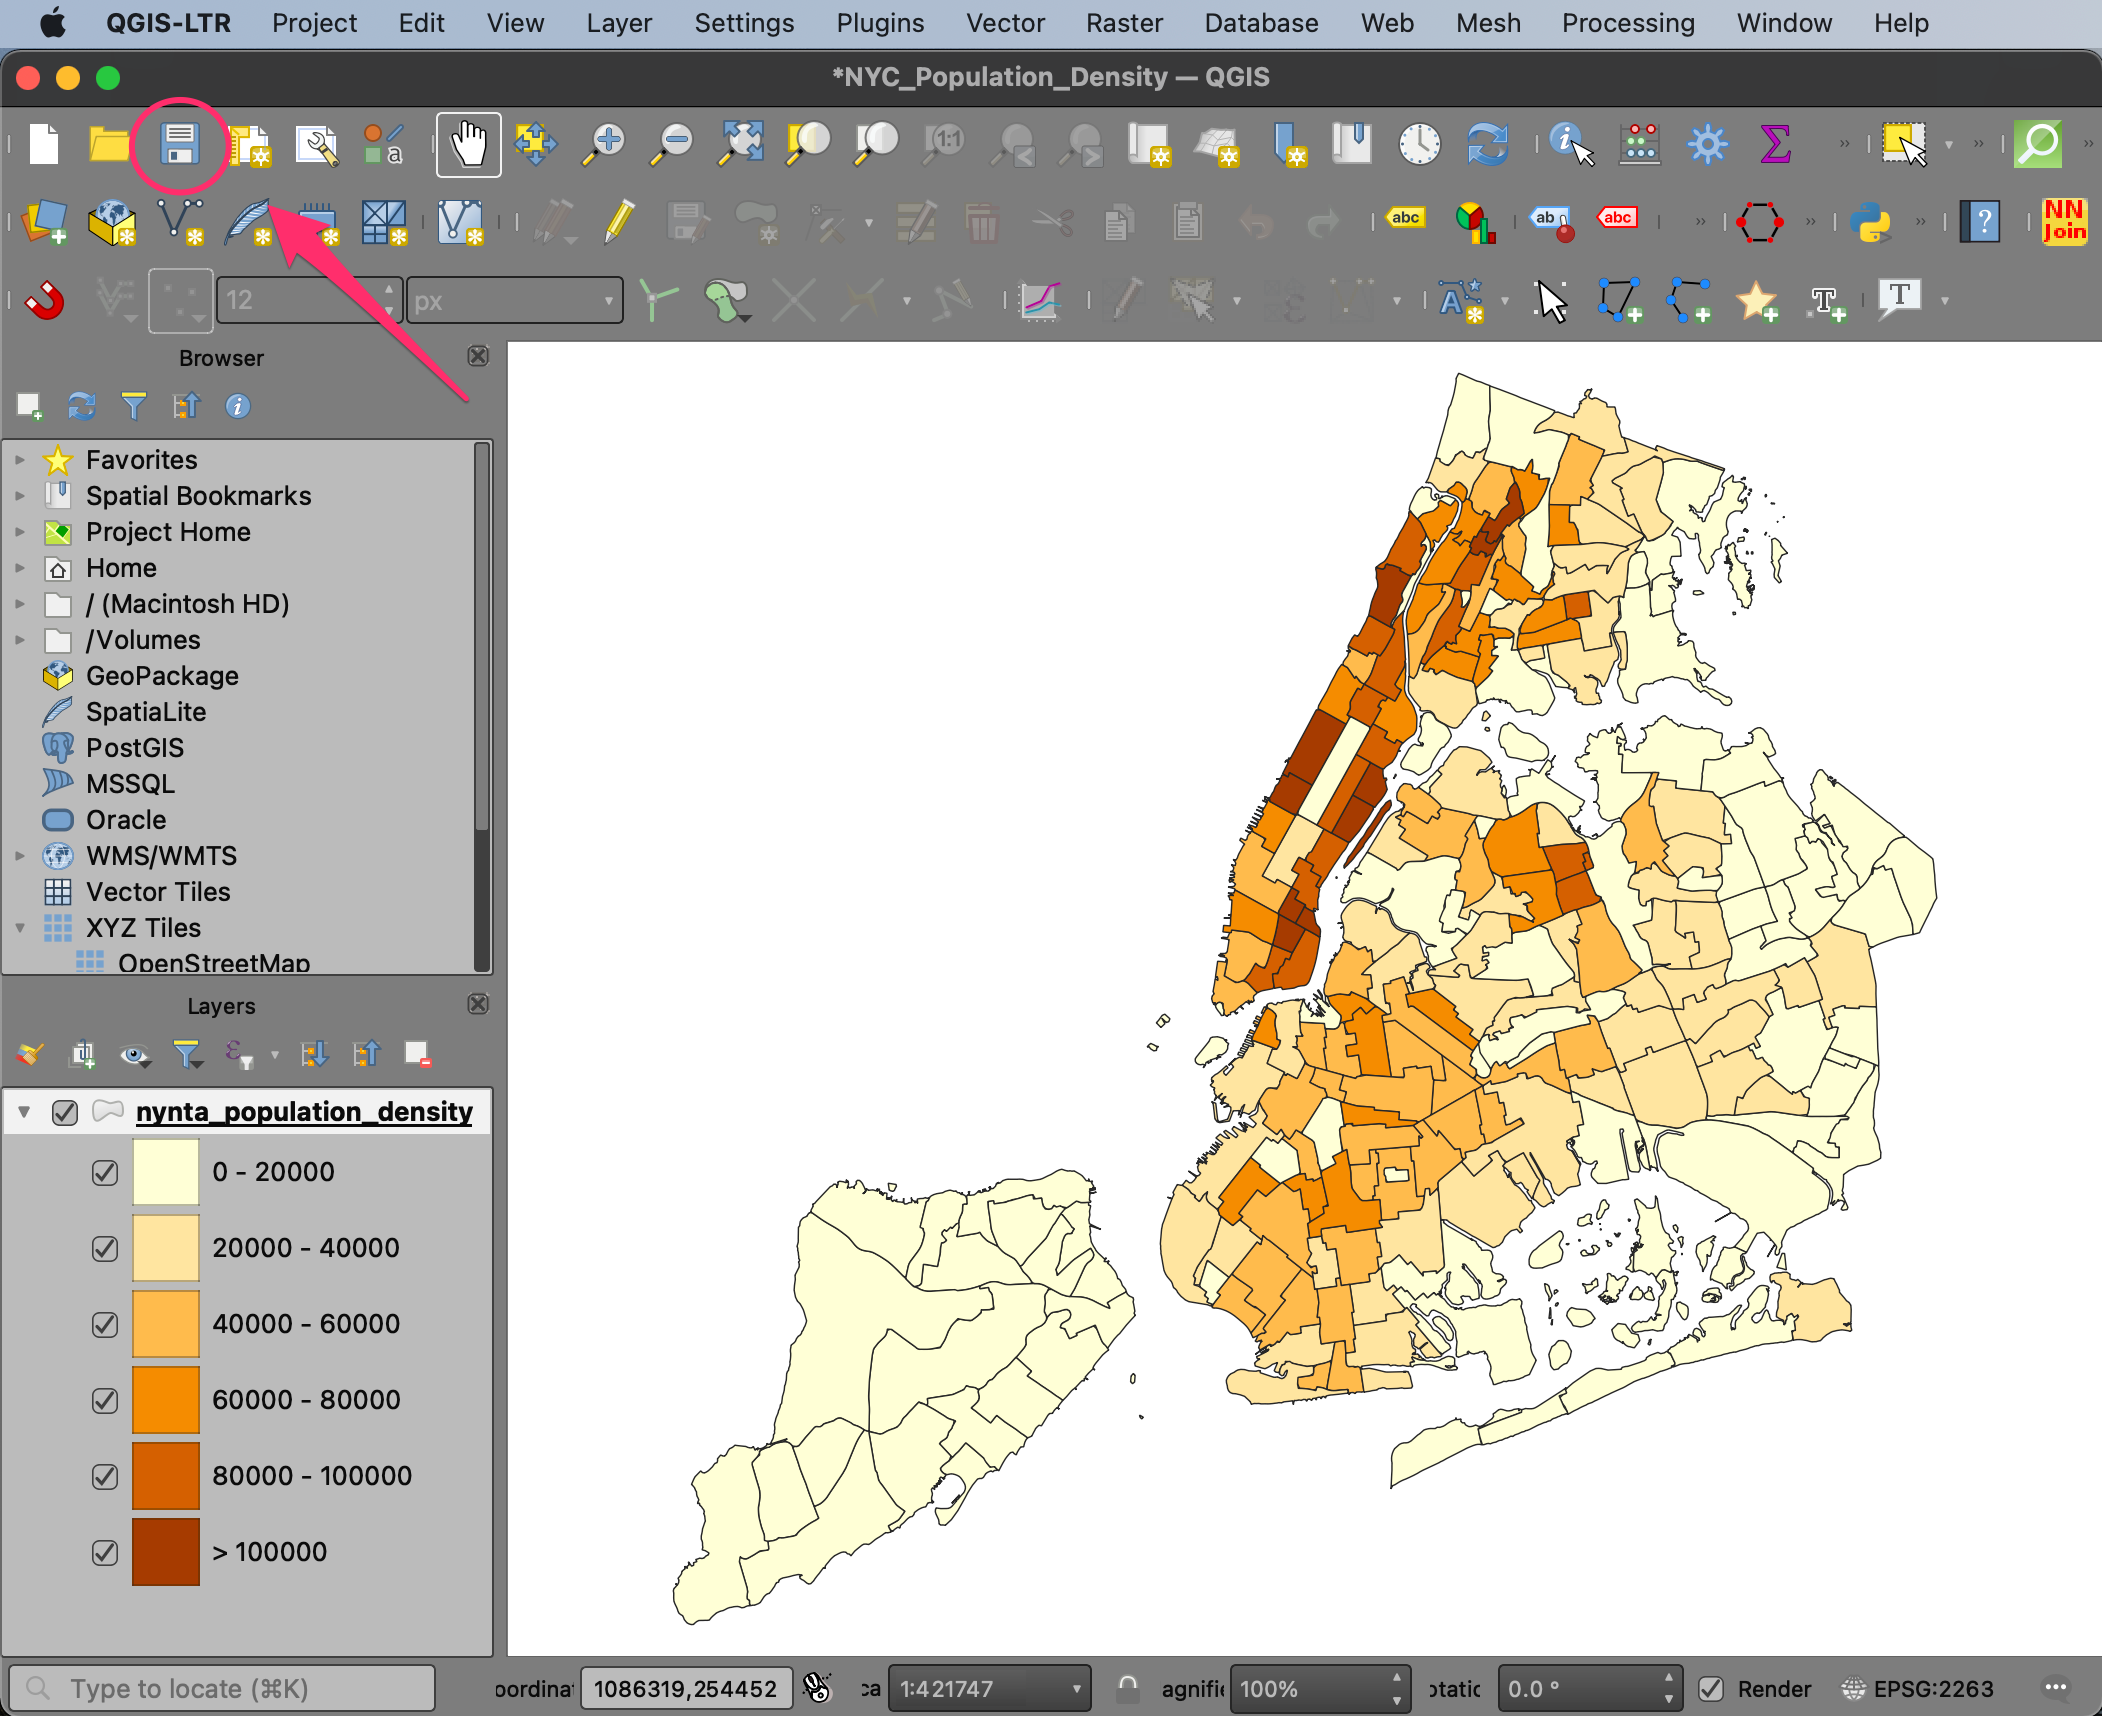 QGIS-LTR Project Edit View Layer Settings Plugins Vector Raster Database Web Mesh Processing Window Help
*NYC_Population_Density — QGIS
a 1:1
abc ab abc ? NN
Join
12 px A T T
Browser
Favorites
Spatial Bookmarks
Project Home
Home
/ (Macintosh HD)
/Volumes
GeoPackage
SpatiaLite
PostGIS
MSSQL
Oracle
WMS/WMTS
Vector Tiles
XYZ Tiles
OpenStreetMap
Layers
nynta_population_density
0 - 20000
20000 - 40000
40000 - 60000
60000 - 80000
80000 - 100000
> 100000
Type to locate (⌘K) oordina 1086319,254452 ca 1:421747 agnifi 100% otatic 0.0 ° Render EPSG:2263